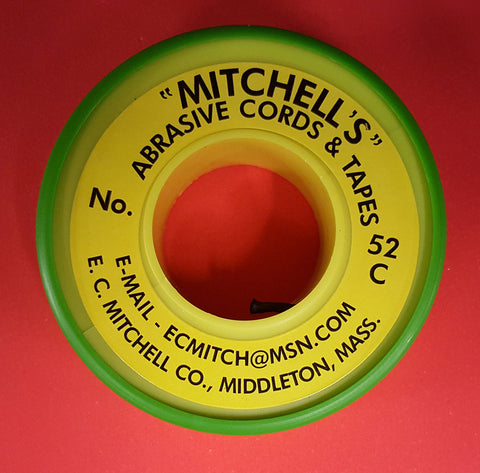 "MITCHELL'S"
ABRASIVE CORDS & TAPES
No. 52
C
E-MAIL - ECMITCH@MSN.COM
E. C. MITCHELL CO., MIDDLETON, MASS.